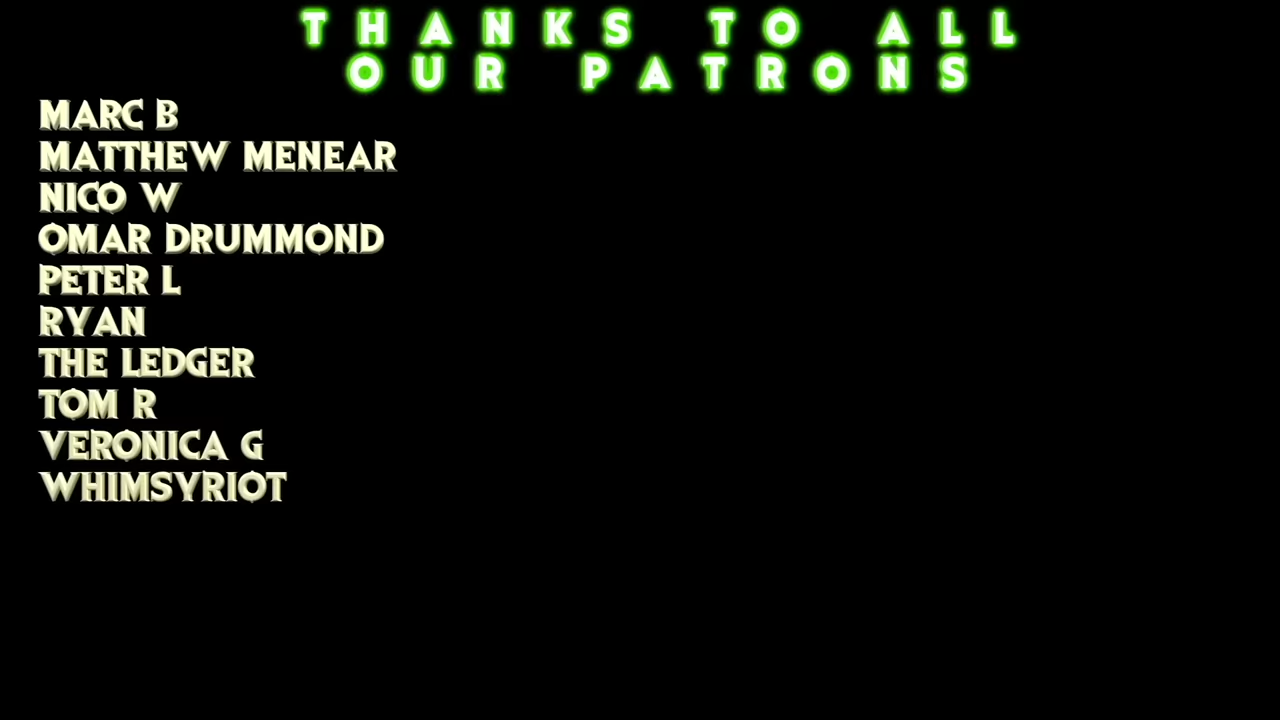 THANKS TO ALL
OUR PATRONS
MARC B
MATTHEW MENEAR
NICO W
OMAR DRUMMOND
PETER L
RYAN
THE LEDGER
TOM R
VERONICA G
WHIMSYRIOT